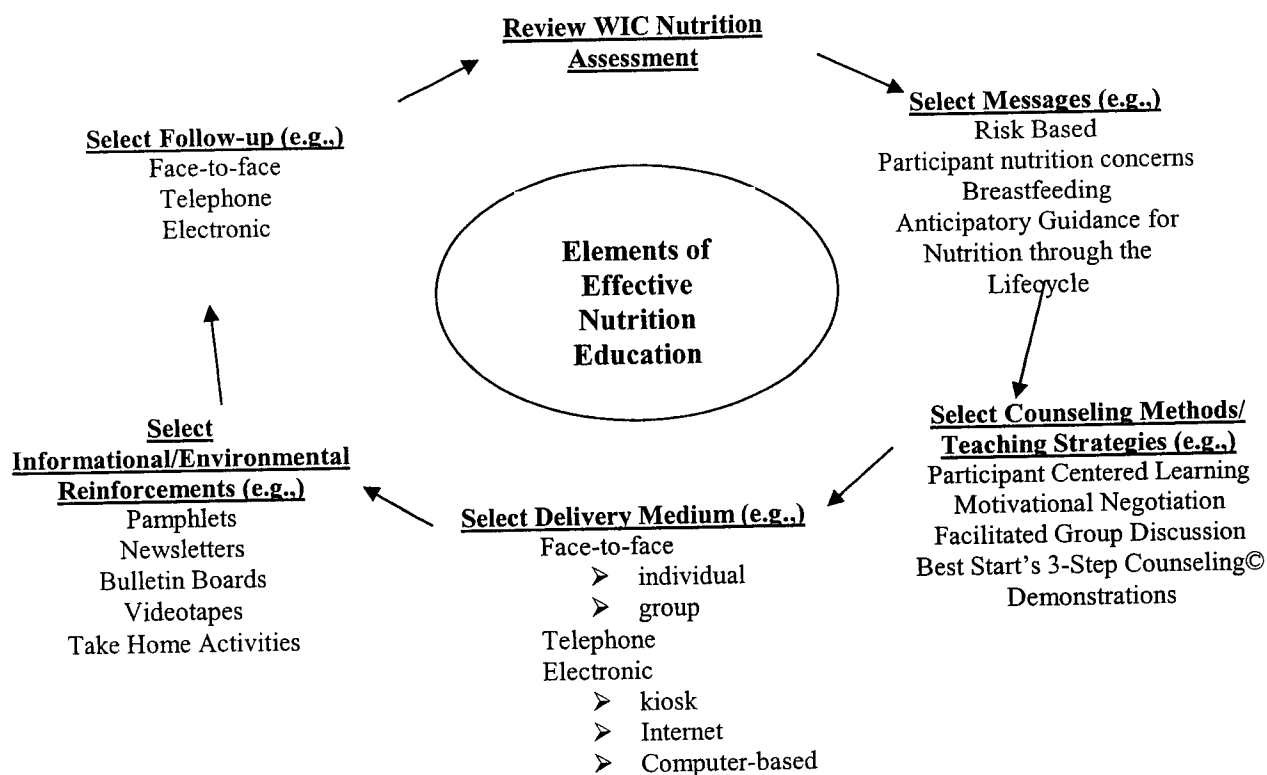 Review WIC Nutrition
Assessment
Select Messages (e.g.,)
Risk Based
Participant nutrition concerns
Breastfeeding
Anticipatory Guidance for
Nutrition through the
Lifecycle
Select Counseling Methods/
Teaching Strategies (e.g.,)
Participant Centered Learning
Motivational Negotiation
Facilitated Group Discussion
Best Start's 3-Step Counseling©
Demonstrations
Select Delivery Medium (e.g.,)
Face-to-face
➢ individual
➢ group
Telephone
Electronic
➢ kiosk
➢ Internet
➢ Computer-based
Select
Informational/Environmental
Reinforcements (e.g.,)
Pamphlets
Newsletters
Bulletin Boards
Videotapes
Take Home Activities
Select Follow-up (e.g.,)
Face-to-face
Telephone
Electronic
Elements of
Effective
Nutrition
Education